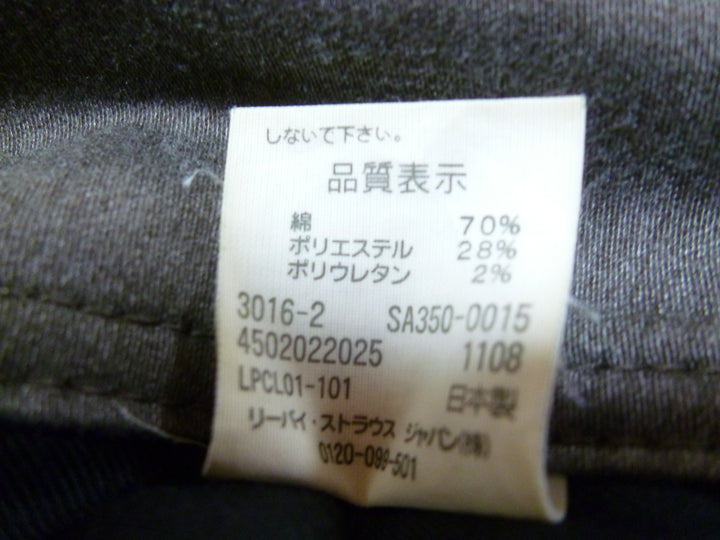 しないで下さい。
品質表示
綿 70%
ポリエステル 28%
ポリウレタン 2%
3016-2 SA350-0015
4502022025 1108
LPCL01-101 日本製
リーバイ・ストラウス ジャパン(株)
0120-099-501